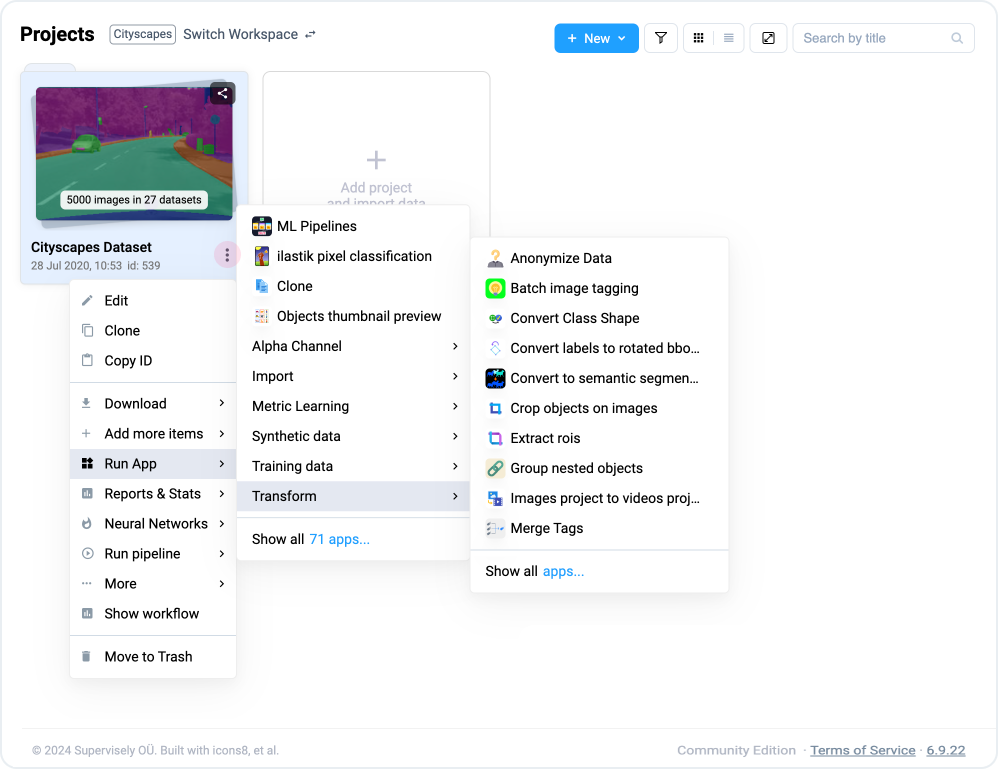 Projects
Cityscapes
Switch Workspace
New
Search by title
5000 images in 27 datasets
Cityscapes Dataset
28 Jul 2020, 10:53 id: 539
Add project
and import data
Edit
Clone
Copy ID
Download
Add more items
Run App
Reports & Stats
Neural Networks
Run pipeline
More
Show workflow
Move to Trash
ML Pipelines
ilastik pixel classification
Clone
Objects thumbnail preview
Alpha Channel
Import
Metric Learning
Synthetic data
Training data
Transform
Show all 71 apps...
Anonymize Data
Batch image tagging
Convert Class Shape
Convert labels to rotated bbo...
Convert to semantic segmen...
Crop objects on images
Extract rois
Group nested objects
Images project to videos proj...
Merge Tags
Show all apps...
© 2024 Supervisely OÜ. Built with icons8, et al.
Community Edition · Terms of Service · 6.9.22